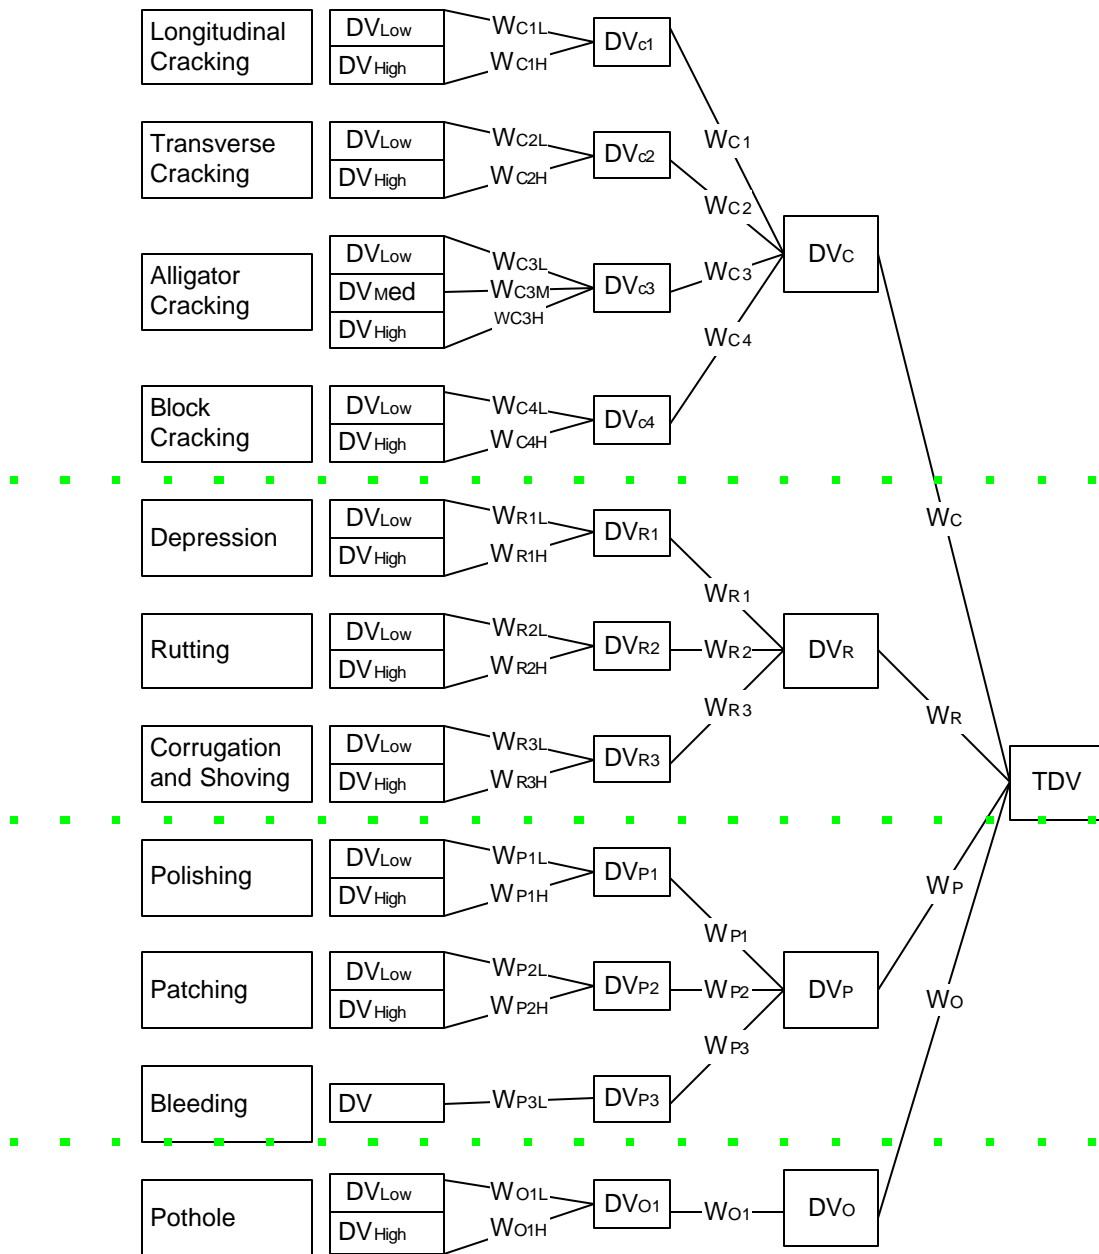 Longitudinal
Cracking
DVLow
DVHigh
WC1L
WC1H
DVc1
WC1
Transverse
Cracking
DVLow
DVHigh
WC2L
WC2H
DVc2
WC2
Alligator
Cracking
DVLow
DVMed
DVHigh
WC3L
WC3M
WC3H
DVc3
WC3
DVC
Block
Cracking
DVLow
DVHigh
WC4L
WC4H
DVc4
WC4
WC
Depression
DVLow
DVHigh
WR1L
WR1H
DVR1
WR1
Rutting
DVLow
DVHigh
WR2L
WR2H
DVR2
WR2
DVR
WR
Corrugation
and Shoving
DVLow
DVHigh
WR3L
WR3H
DVR3
WR3
TDV
Polishing
DVLow
DVHigh
WP1L
WP1H
DVP1
WP1
WP
Patching
DVLow
DVHigh
WP2L
WP2H
DVP2
WP2
DVP
WO
Bleeding
DV
WP3L
DVP3
WP3
Pothole
DVLow
DVHigh
WO1L
WO1H
DVO1
WO1
DVO